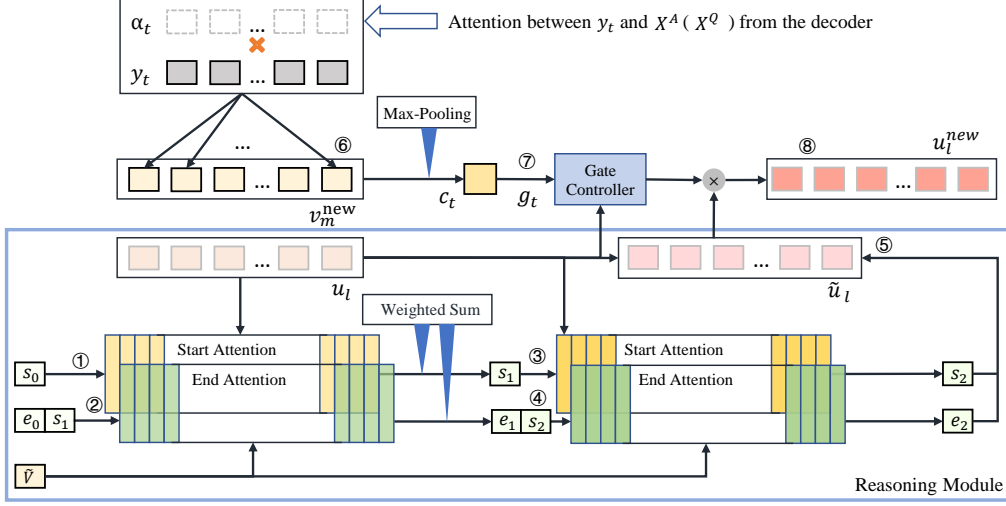 α_t ...
Attention between y_t and X^A ( X^Q ) from the decoder
y_t ...
Max-Pooling
... ⑥
⑦ Gate Controller
⑧ u_l^new
...
c_t g_t
×
...
v_m^new
... u_l
... ũ_l
⑤
Weighted Sum
① Start Attention ③ Start Attention
s_0 End Attention s_1 End Attention s_2
② ④
e_0 s_1 e_1 s_2 e_2
Ṽ
Reasoning Module